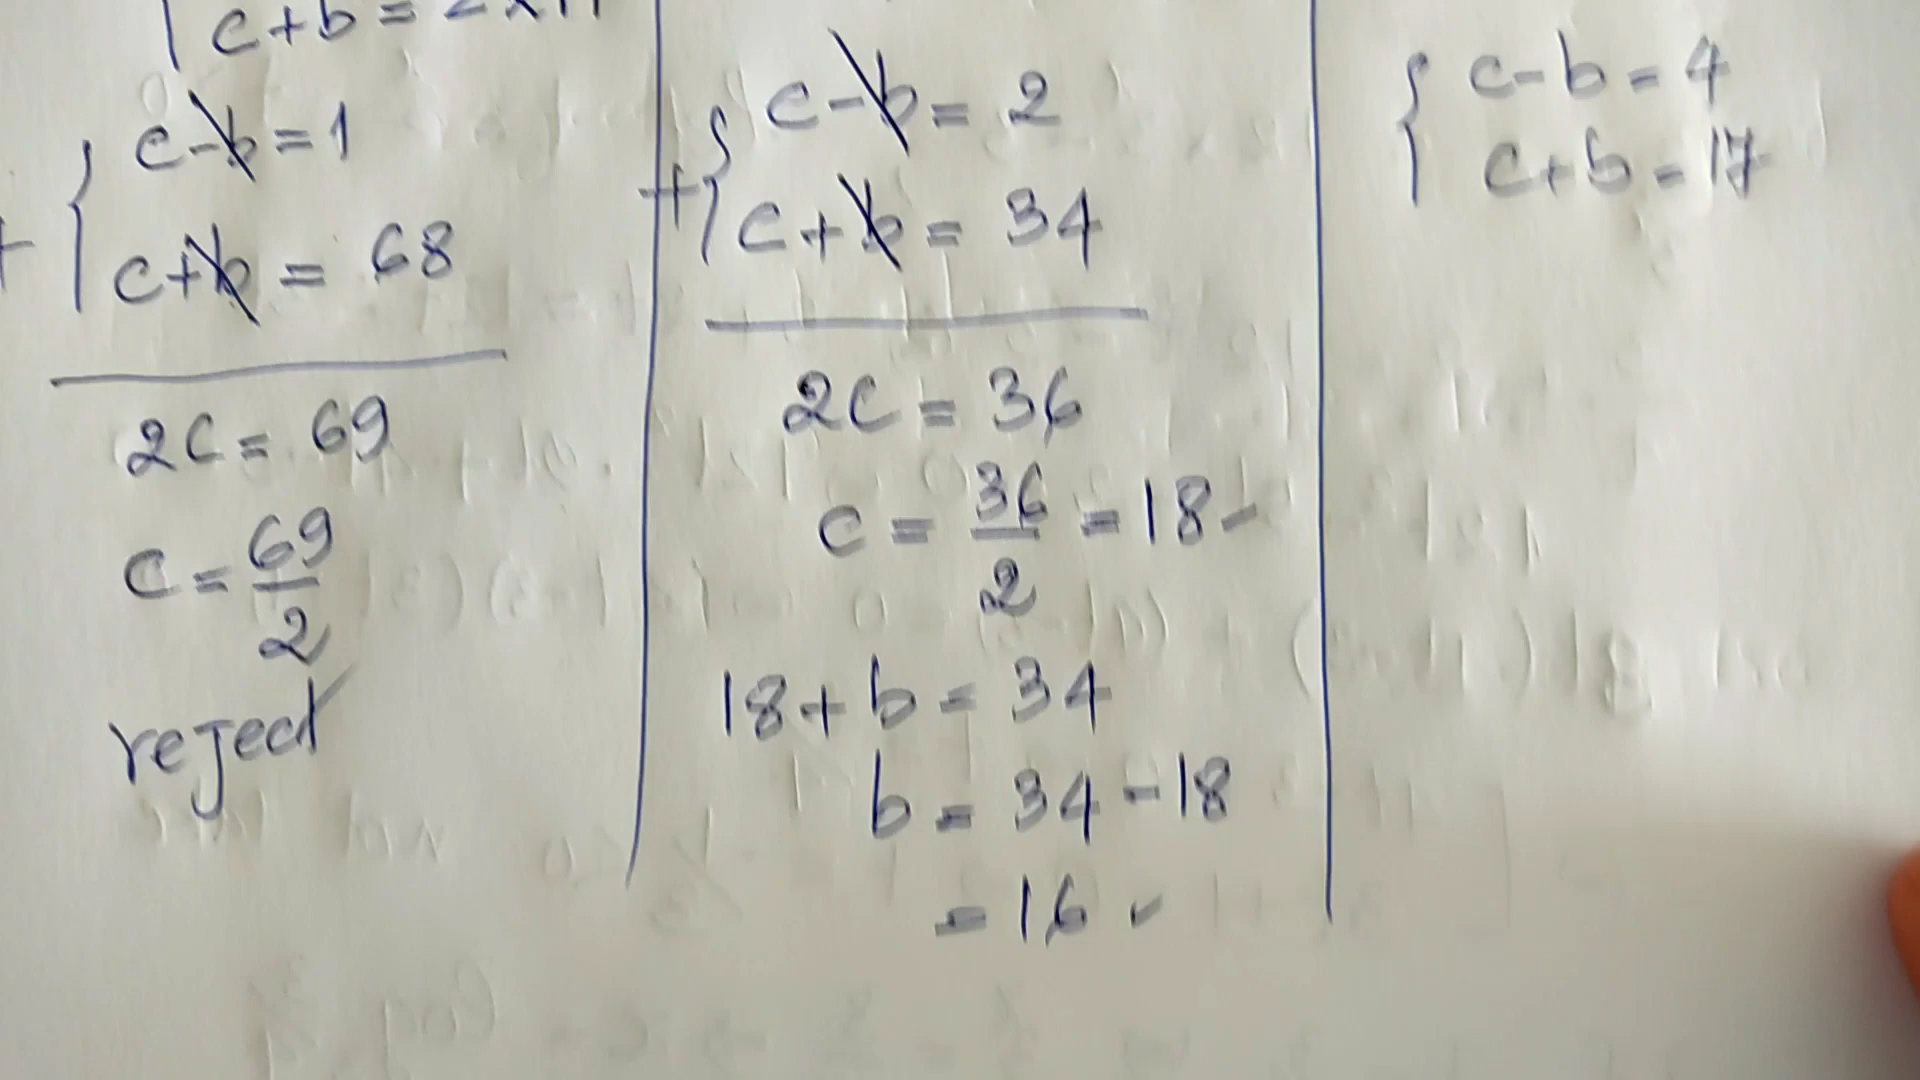 c+b=
c-b=1
+
c+b = 68
2c= 69
c=69/2
reject
c-b= 2
+
c+b = 34
2c = 36
c = 36/2 =18-
18+b = 34
b = 34-18
=16
c-b=4
c+b=17